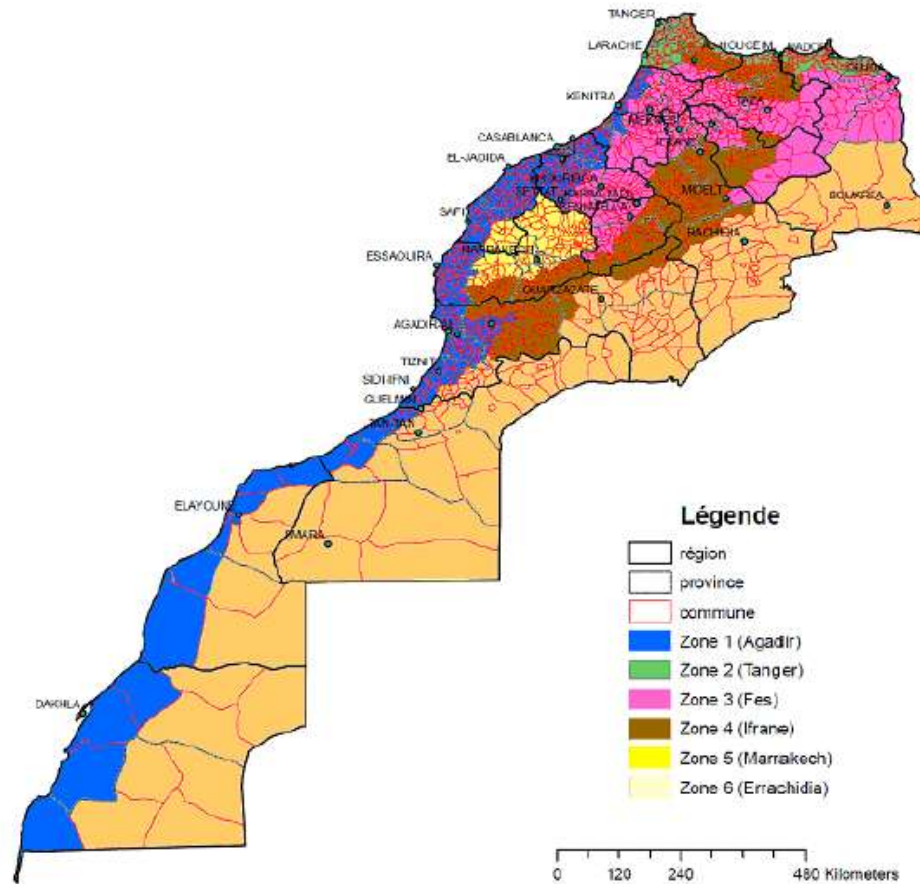 TANGER
LARACHE
KENITRA
CASABLANCA
EL-JADIDA
SAFI
MIDELT
BOUARFA
RACHIDIA
ESSAOUIRA
MARRAKECH
OUARZAZATE
AGADIR
TIZNIT
SIDI IFNI
GUELMIM
TAN-TAN
ELAYOUNE
SMARA
DAKHLA
Légende
région
province
commune
Zone 1 (Agadir)
Zone 2 (Tanger)
Zone 3 (Fes)
Zone 4 (Ifrane)
Zone 5 (Marrakech)
Zone 6 (Errachidia)
0 120 240 480 Kilometers